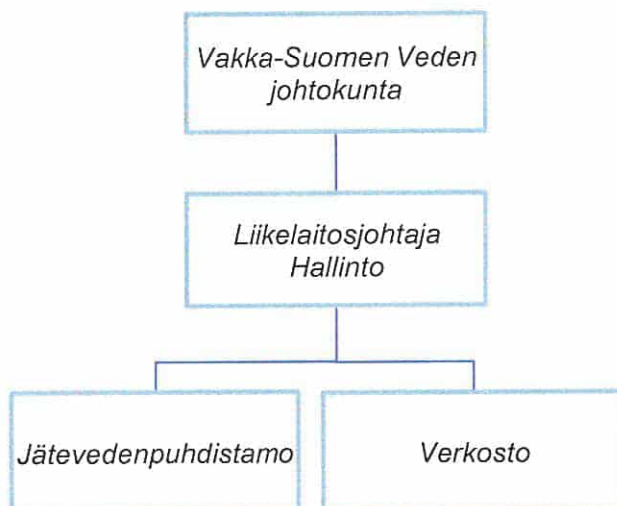 Vakka-Suomen Veden
johtokunta
Liikelaitosjohtaja
Hallinto
Jätevedenpuhdistamo
Verkosto